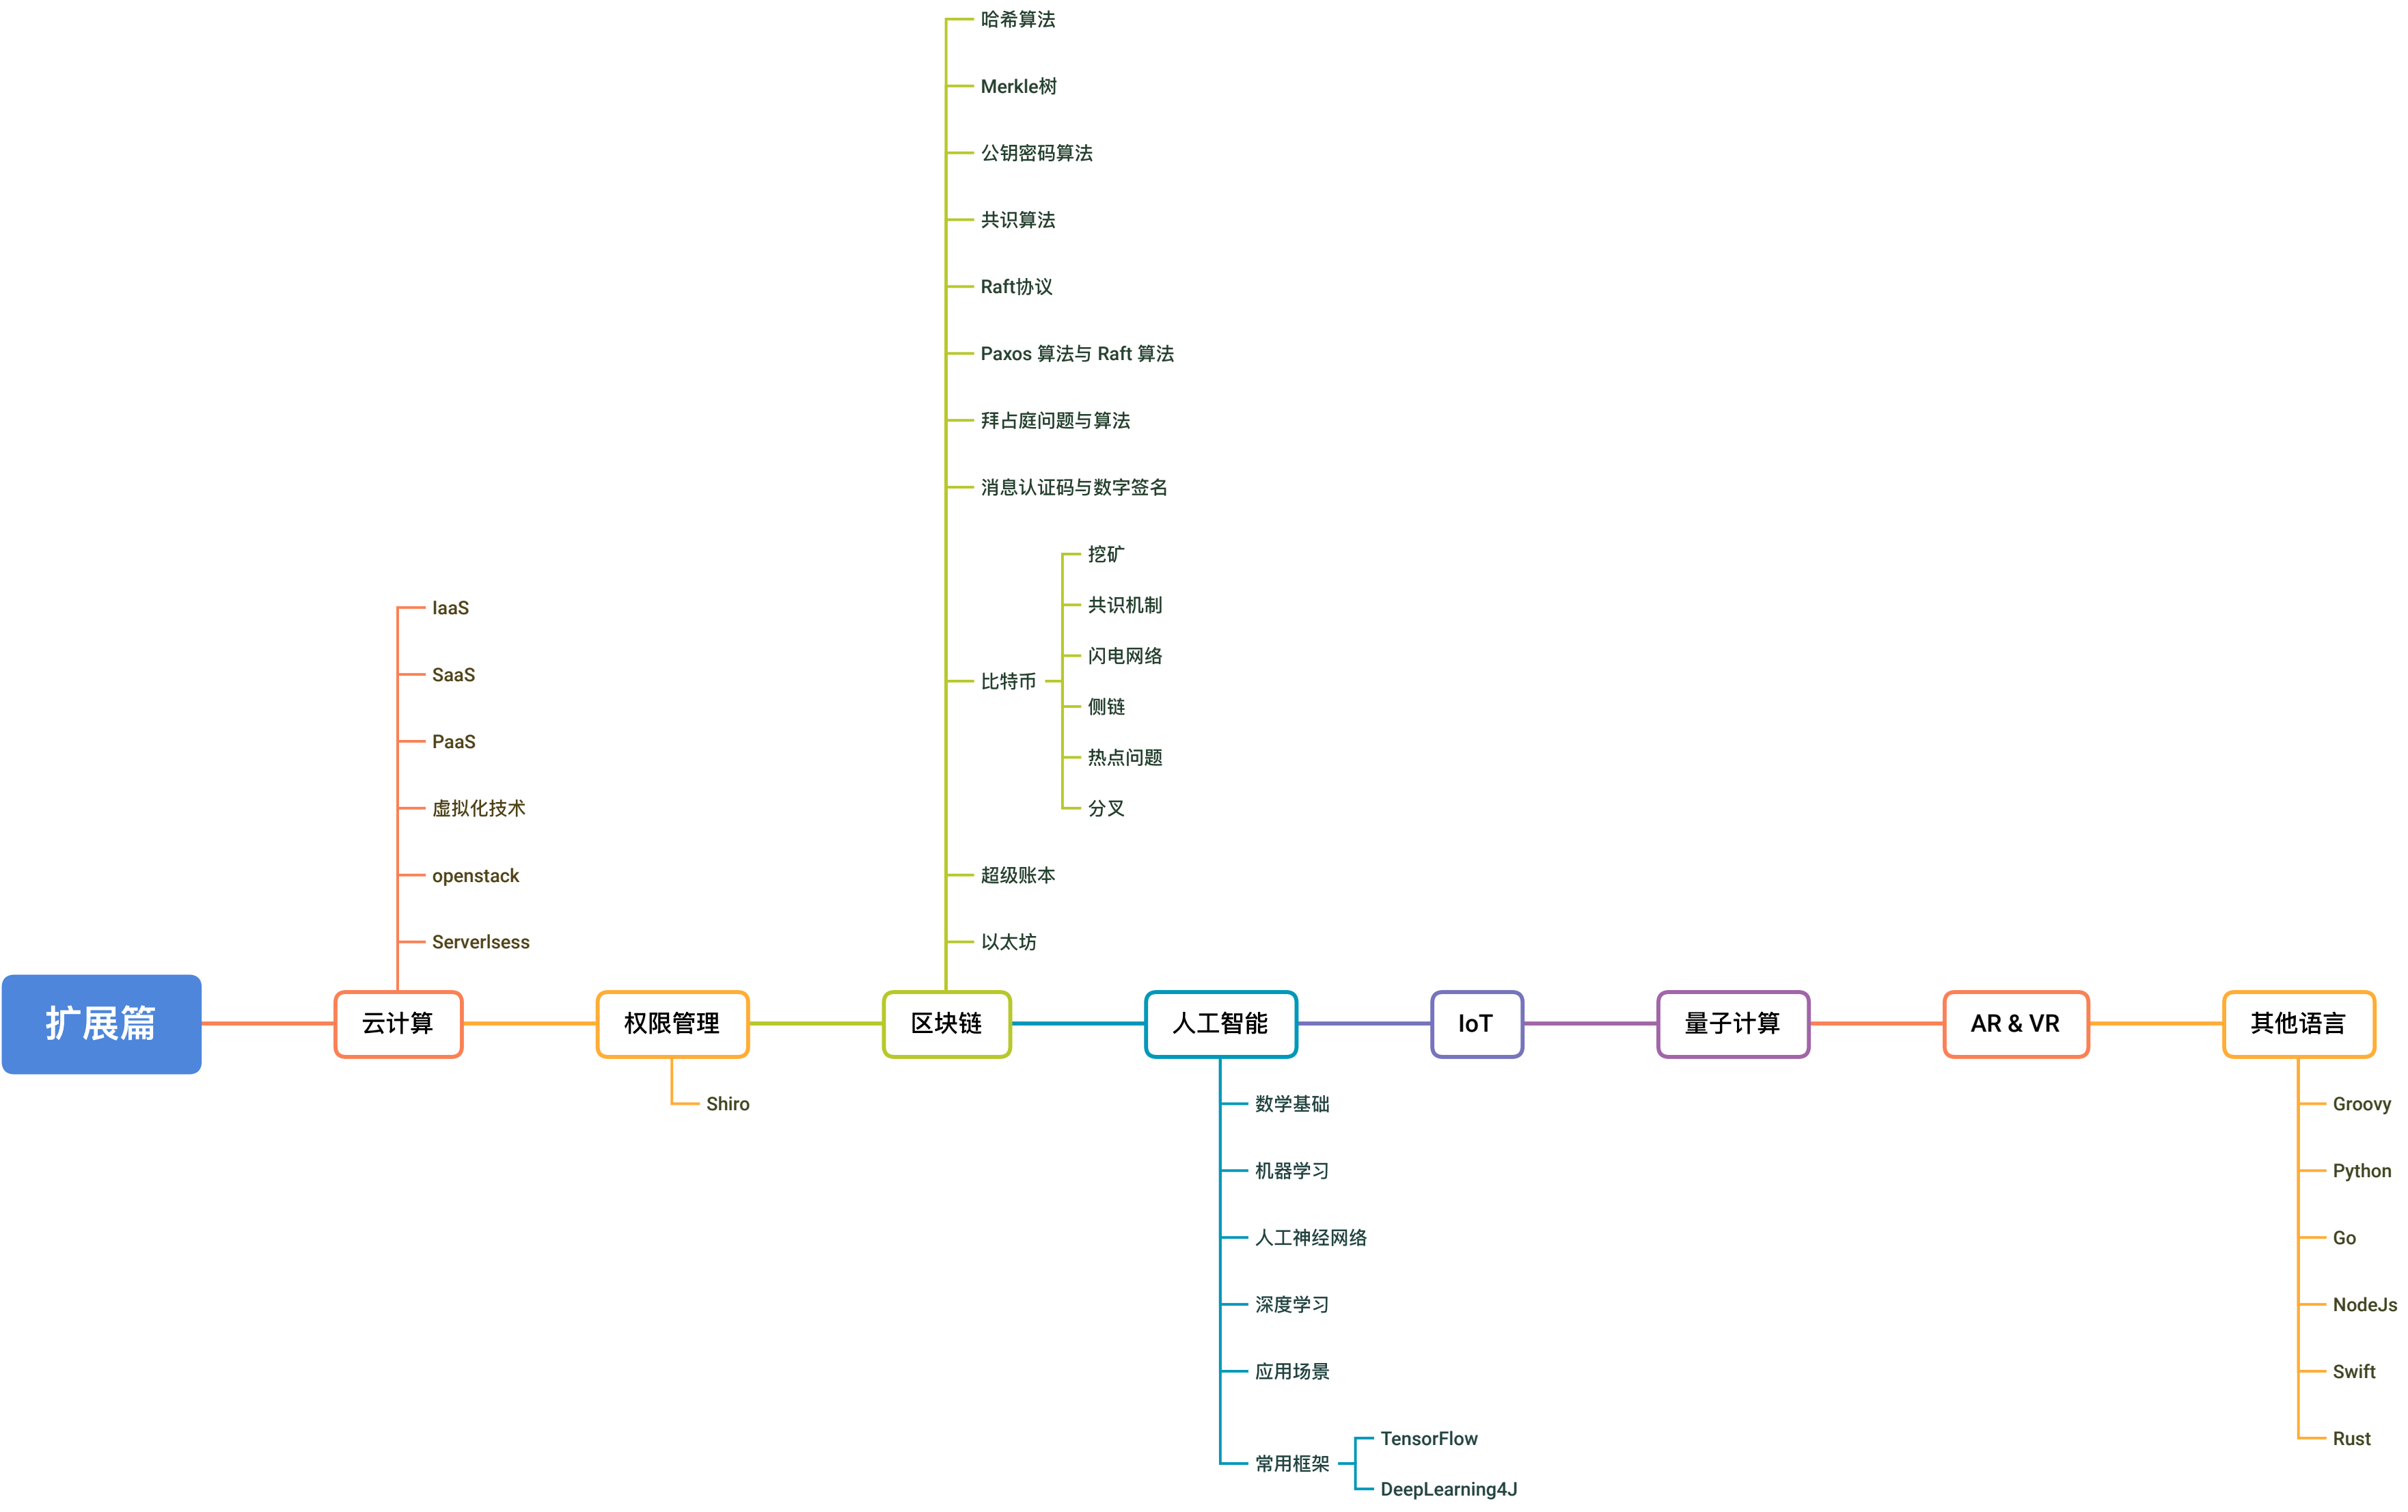 扩展篇
云计算
IaaS
SaaS
PaaS
虚拟化技术
openstack
Serverlsess
权限管理
Shiro
区块链
哈希算法
Merkle树
公钥密码算法
共识算法
Raft协议
Paxos 算法与 Raft 算法
拜占庭问题与算法
消息认证码与数字签名
比特币
挖矿
共识机制
闪电网络
侧链
热点问题
分叉
超级账本
以太坊
人工智能
数学基础
机器学习
人工神经网络
深度学习
应用场景
常用框架
TensorFlow
DeepLearning4J
IoT
量子计算
AR & VR
其他语言
Groovy
Python
Go
NodeJs
Swift
Rust